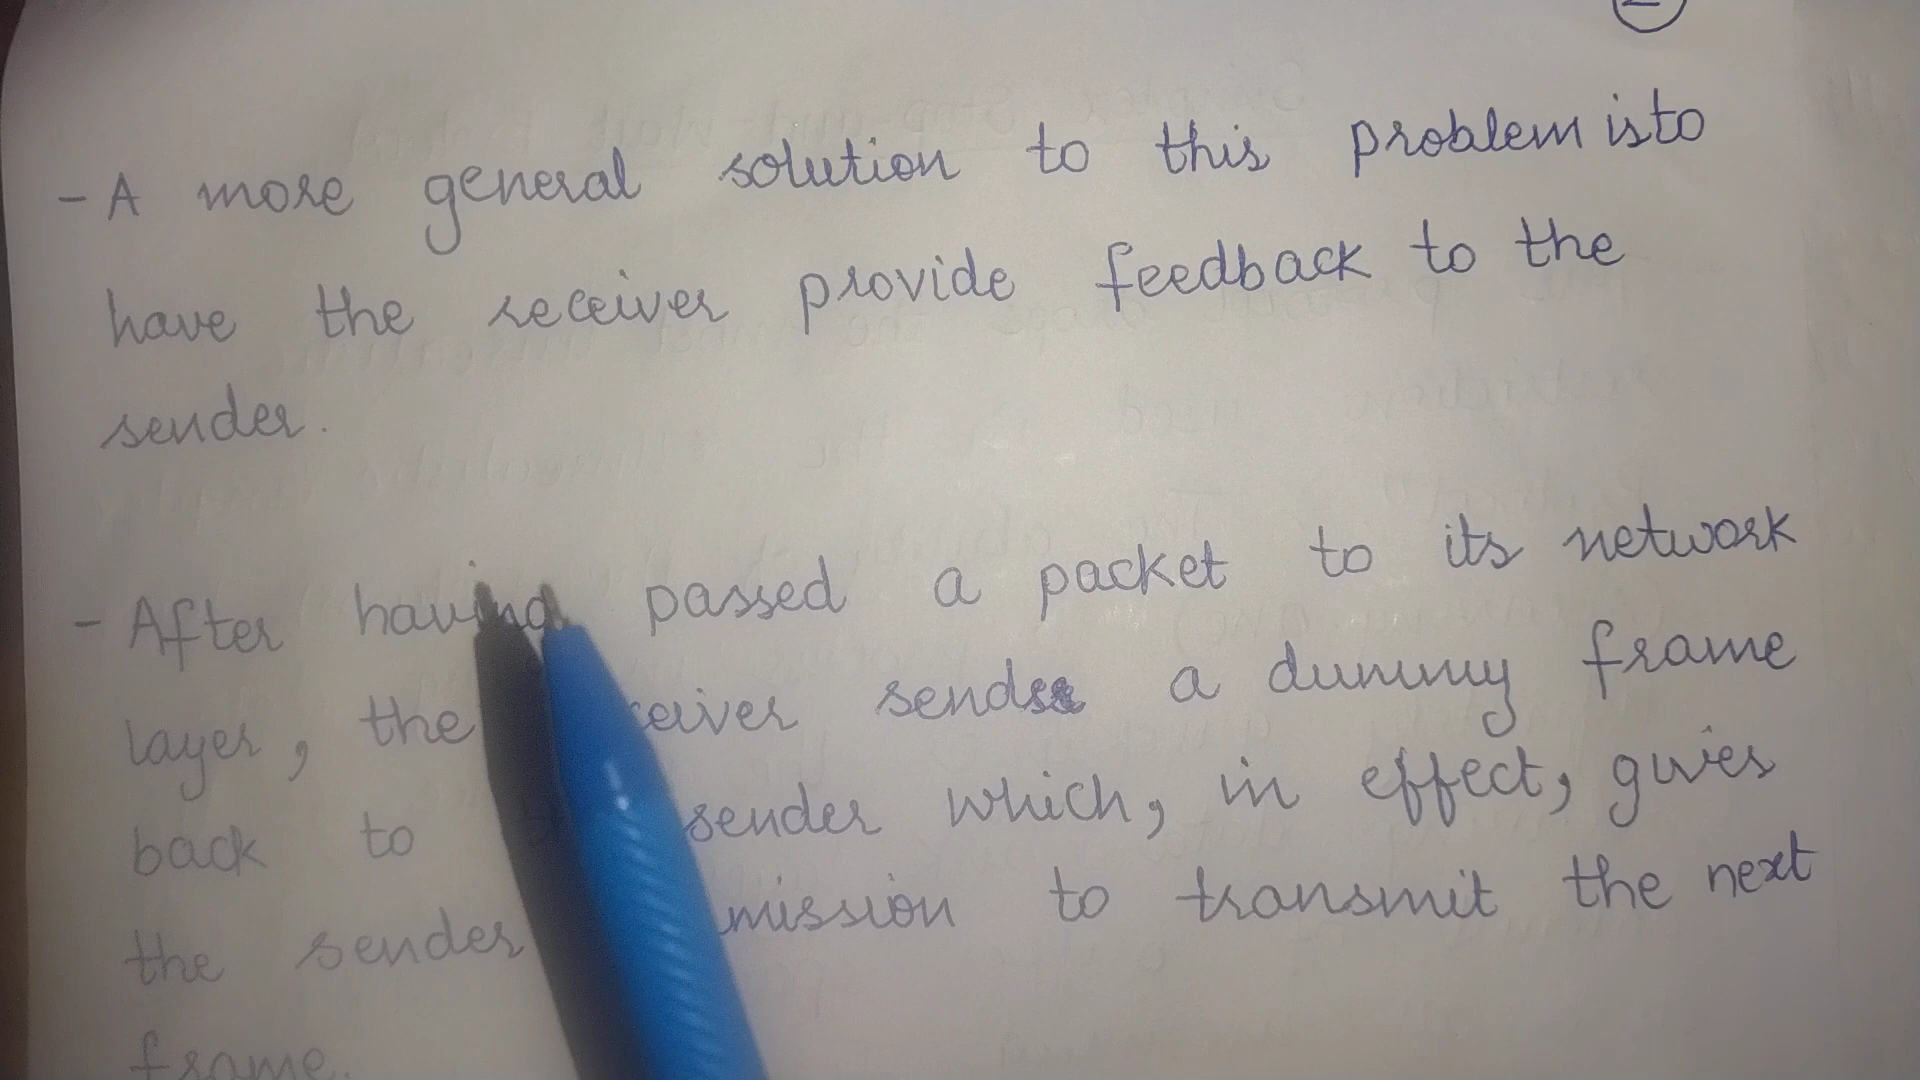 - A more general solution to this problem is to
have the receiver provide feedback to the
sender.
- After having passed a packet to its network
layer, the receiver sends a dummy frame
back to sender which, in effect, gives
the sender mission to transmit the next
frame.